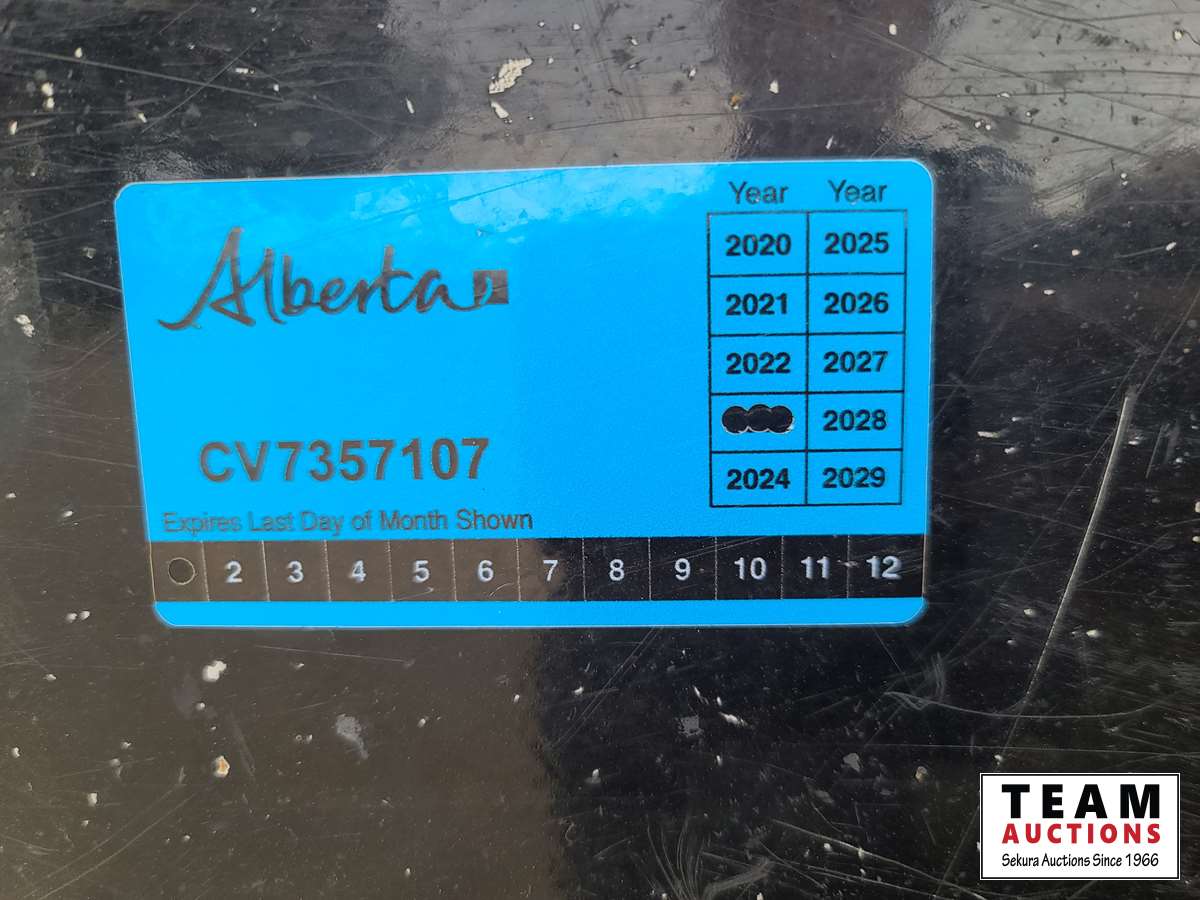 Alberta
CV7357107
Expires Last Day of Month Shown
Year Year
2020 2025
2021 2026
2022 2027
2028
2024 2029
2 3 4 5 6 7 8 9 10 11 12
TEAM
AUCTIONS
Sekura Auctions Since 1966